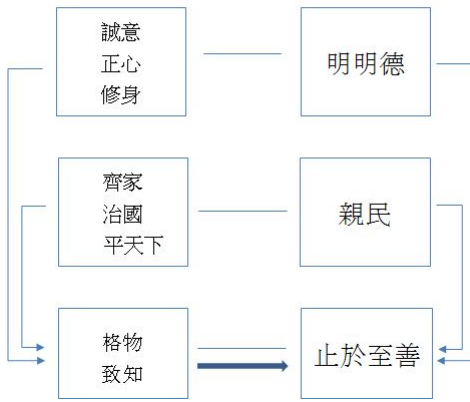 誠意
正心
修身
明明德
齊家
治國
平天下
親民
格物
致知
止於至善